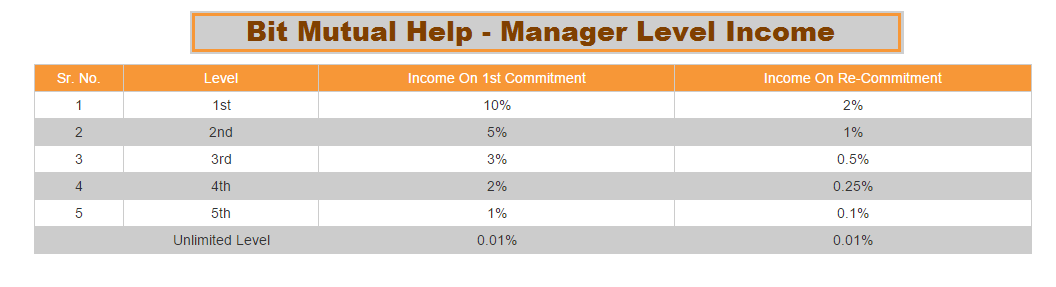 Bit Mutual Help - Manager Level Income
Sr. No. Level Income On 1st Commitment Income On Re-Commitment
1 1st 10% 2%
2 2nd 5% 1%
3 3rd 3% 0.5%
4 4th 2% 0.25%
5 5th 1% 0.1%
Unlimited Level 0.01% 0.01%